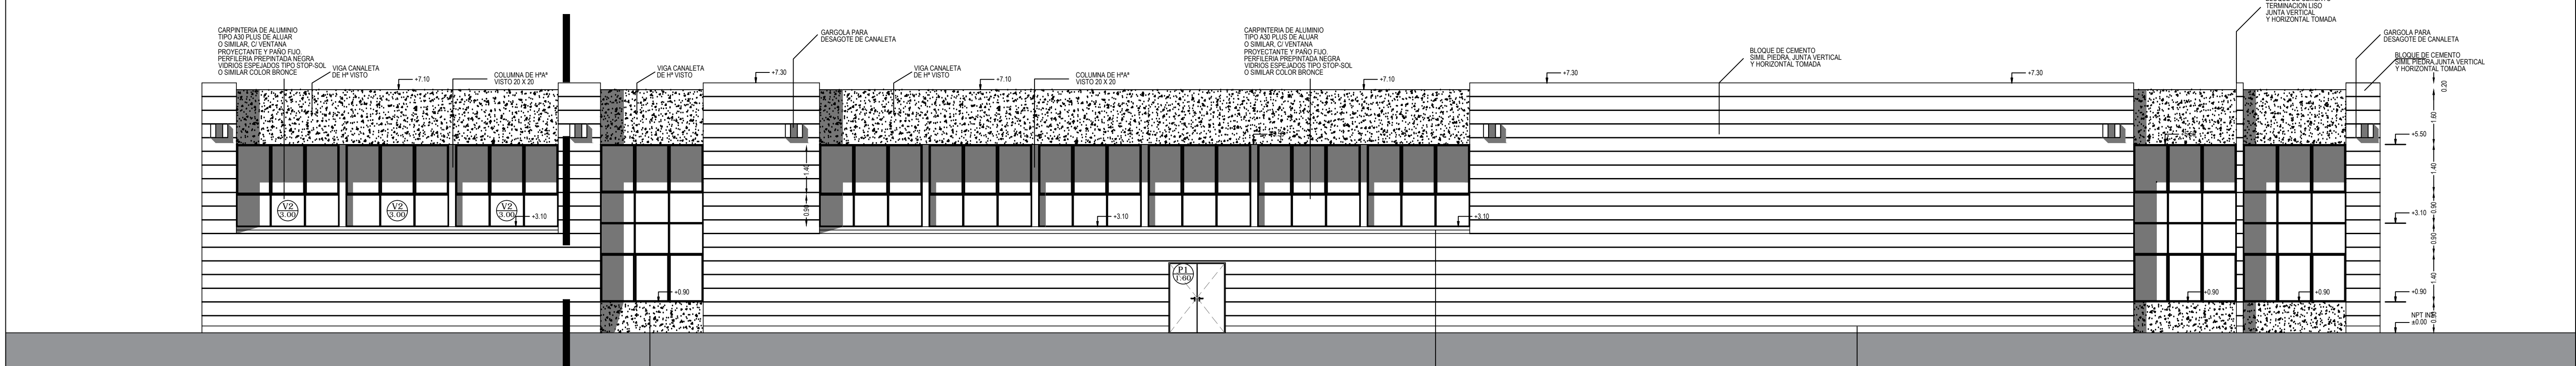 CARPINTERIA DE ALUMINIO
TIPO A30 PLUS DE ALUAR
O SIMILAR, C/ VENTANA
PROYECTANTE Y PAÑO FIJO.
PERFILERIA PREPINTADA NEGRA
VIDRIOS ESPEJADOS TIPO STOP-SOL
O SIMILAR COLOR BRONCE
VIGA CANALETA
DE Hº VISTO
+7.10
COLUMNA DE HºAº
VISTO 20 X 20
VIGA CANALETA
DE Hº VISTO
+7.30
GARGOLA PARA
DESAGOTE DE CANALETA
VIGA CANALETA
DE Hº VISTO
+7.10
COLUMNA DE HºAº
VISTO 20 X 20
CARPINTERIA DE ALUMINIO
TIPO A30 PLUS DE ALUAR
O SIMILAR, C/ VENTANA
PROYECTANTE Y PAÑO FIJO.
PERFILERIA PREPINTADA NEGRA
VIDRIOS ESPEJADOS TIPO STOP-SOL
O SIMILAR COLOR BRONCE
+7.10
+7.30
BLOQUE DE CEMENTO
SIMIL PIEDRA, JUNTA VERTICAL
Y HORIZONTAL TOMADA
+7.30
TERMINACION LISO
JUNTA VERTICAL
Y HORIZONTAL TOMADA
GARGOLA PARA
DESAGOTE DE CANALETA
BLOQUE DE CEMENTO
SIMIL PIEDRA,JUNTA VERTICAL
Y HORIZONTAL TOMADA
0.20
1.60
+5.50
1.40
+3.10
0.90
0.90
1.40
+0.90
NPT INT
±0.00
V2
3.00
V2
3.00
V2
3.00
+3.10
+0.90
1.40
0.90
+3.10
+3.10
P1
1.60
+0.90
+0.90